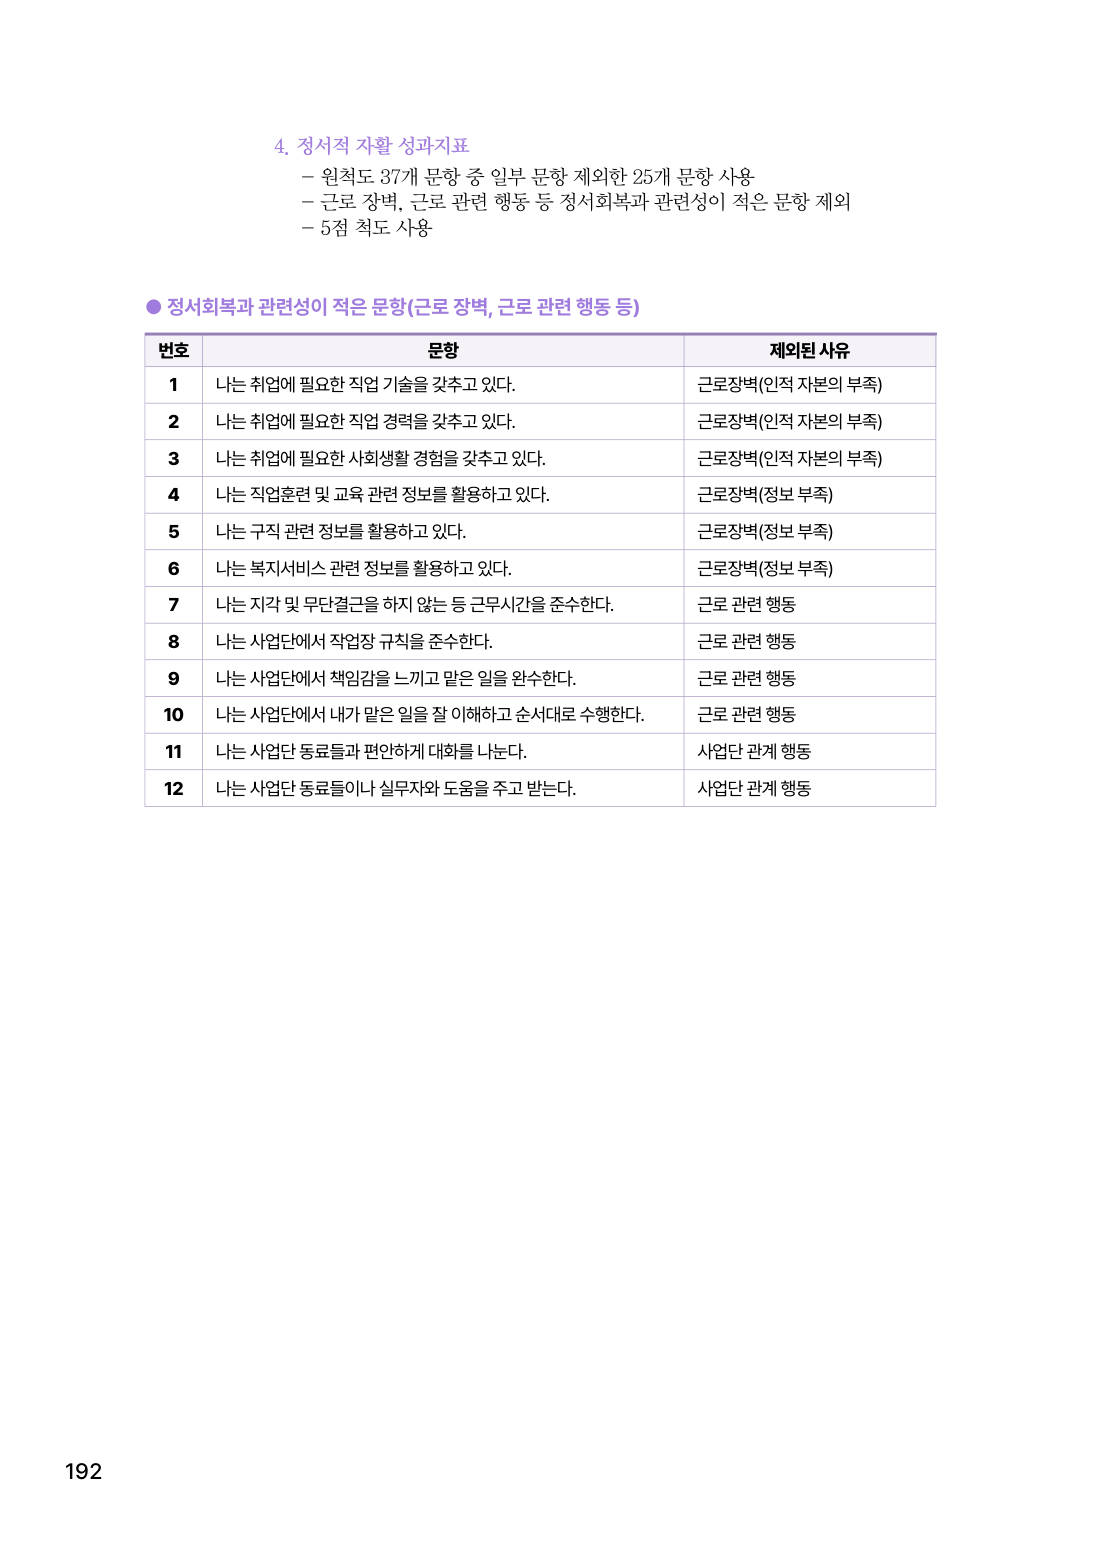 4. 정서적 자활 성과지표
– 원척도 37개 문항 중 일부 문항 제외한 25개 문항 사용
– 근로 장벽, 근로 관련 행동 등 정서회복과 관련성이 적은 문항 제외
– 5점 척도 사용
● 정서회복과 관련성이 적은 문항(근로 장벽, 근로 관련 행동 등)
번호 문항 제외된 사유
1 나는 취업에 필요한 직업 기술을 갖추고 있다. 근로장벽(인적 자본의 부족)
2 나는 취업에 필요한 직업 경력을 갖추고 있다. 근로장벽(인적 자본의 부족)
3 나는 취업에 필요한 사회생활 경험을 갖추고 있다. 근로장벽(인적 자본의 부족)
4 나는 직업훈련 및 교육 관련 정보를 활용하고 있다. 근로장벽(정보 부족)
5 나는 구직 관련 정보를 활용하고 있다. 근로장벽(정보 부족)
6 나는 복지서비스 관련 정보를 활용하고 있다. 근로장벽(정보 부족)
7 나는 지각 및 무단결근을 하지 않는 등 근무시간을 준수한다. 근로 관련 행동
8 나는 사업단에서 작업장 규칙을 준수한다. 근로 관련 행동
9 나는 사업단에서 책임감을 느끼고 맡은 일을 완수한다. 근로 관련 행동
10 나는 사업단에서 내가 맡은 일을 잘 이해하고 순서대로 수행한다. 근로 관련 행동
11 나는 사업단 동료들과 편안하게 대화를 나눈다. 사업단 관계 행동
12 나는 사업단 동료들이나 실무자와 도움을 주고 받는다. 사업단 관계 행동
192